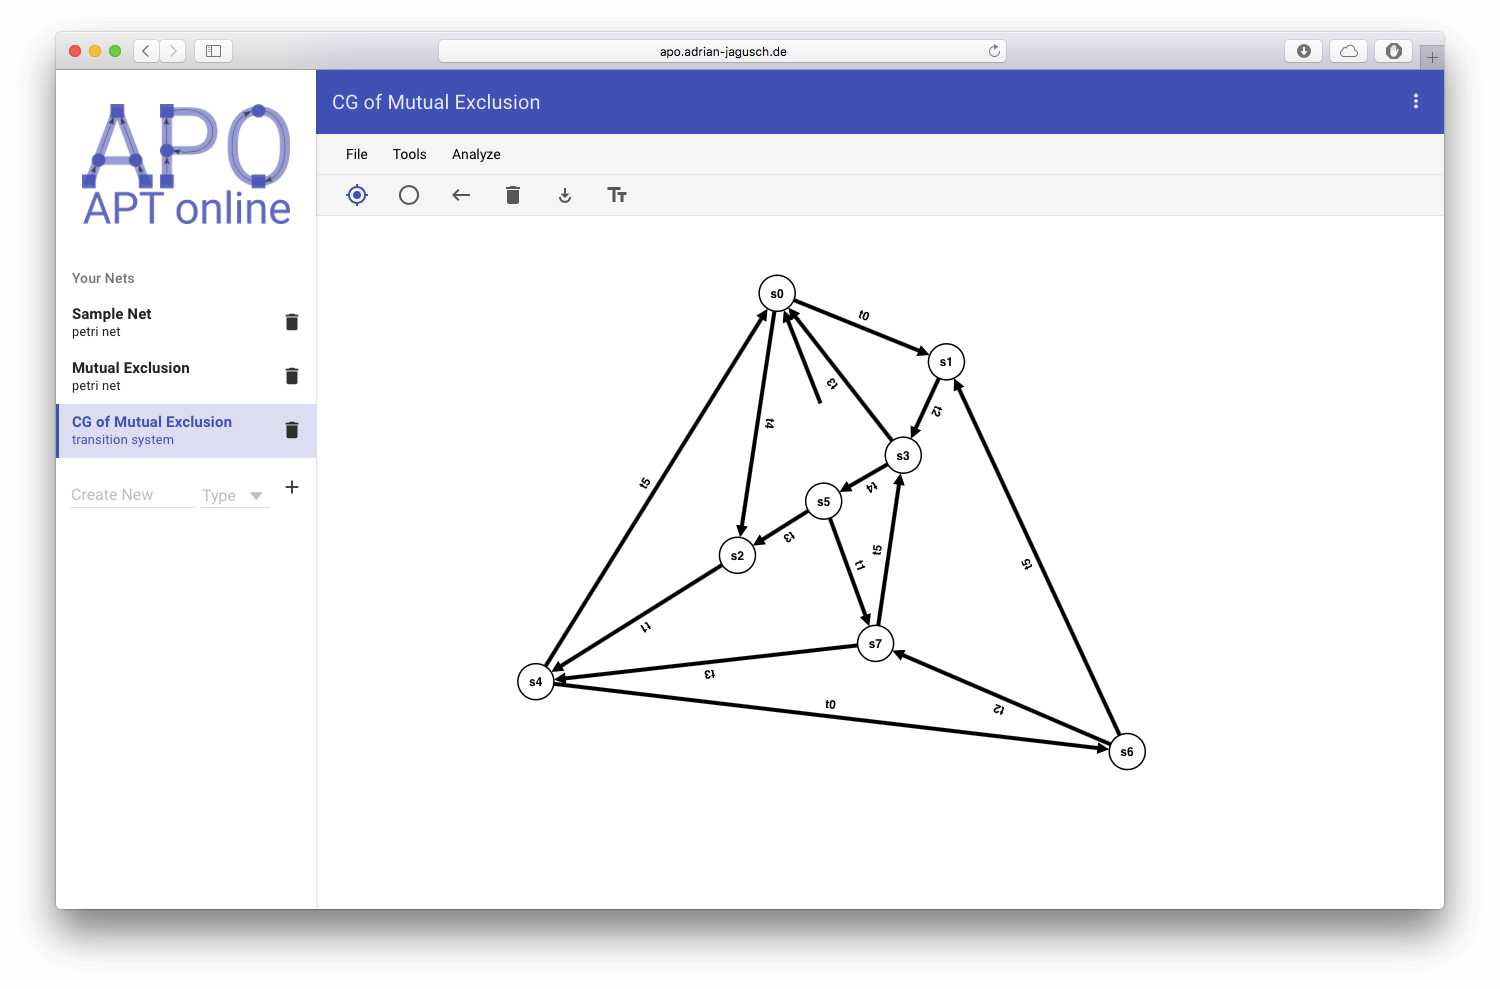 apo.adrian-jagusch.de
APO
APT online
CG of Mutual Exclusion
File Tools Analyze
Your Nets
Sample Net
petri net
Mutual Exclusion
petri net
CG of Mutual Exclusion
transition system
Create New Type
s0
t0
s1
t3
t2
t4
s3
t5
t4
s5
t3
t5
s2
t1
t5
t1
s7
t3
s4
t0
t2
s6